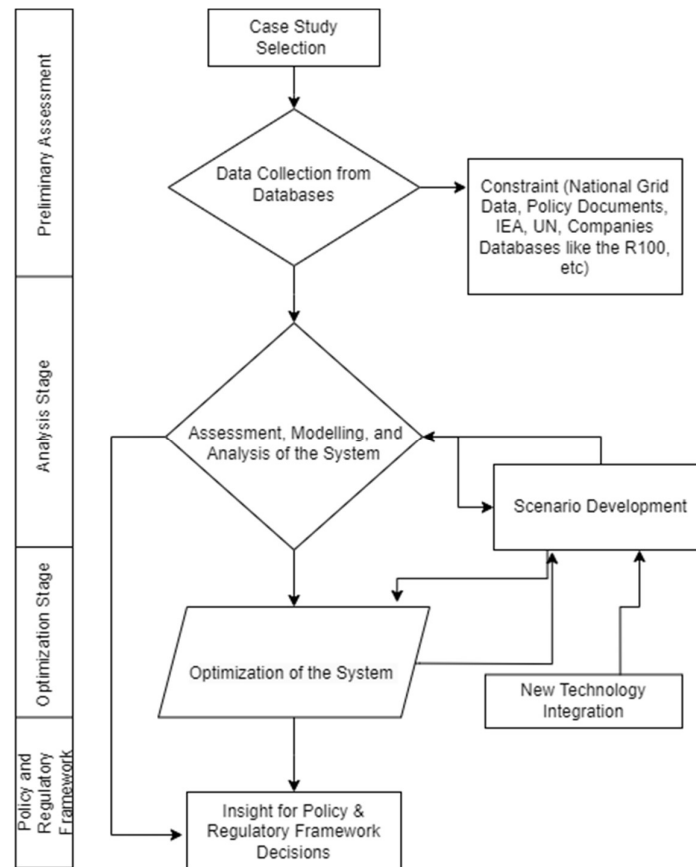 Preliminary Assessment
Case Study
Selection
Data Collection from
Databases
Constraint (National Grid
Data, Policy Documents,
IEA, UN, Companies
Databases like the R100,
etc)
Analysis Stage
Assessment, Modelling, and
Analysis of the System
Scenario Development
Optimization Stage
Optimization of the System
New Technology
Integration
Policy and
Regulatory
Framework
Insight for Policy &
Regulatory Framework
Decisions